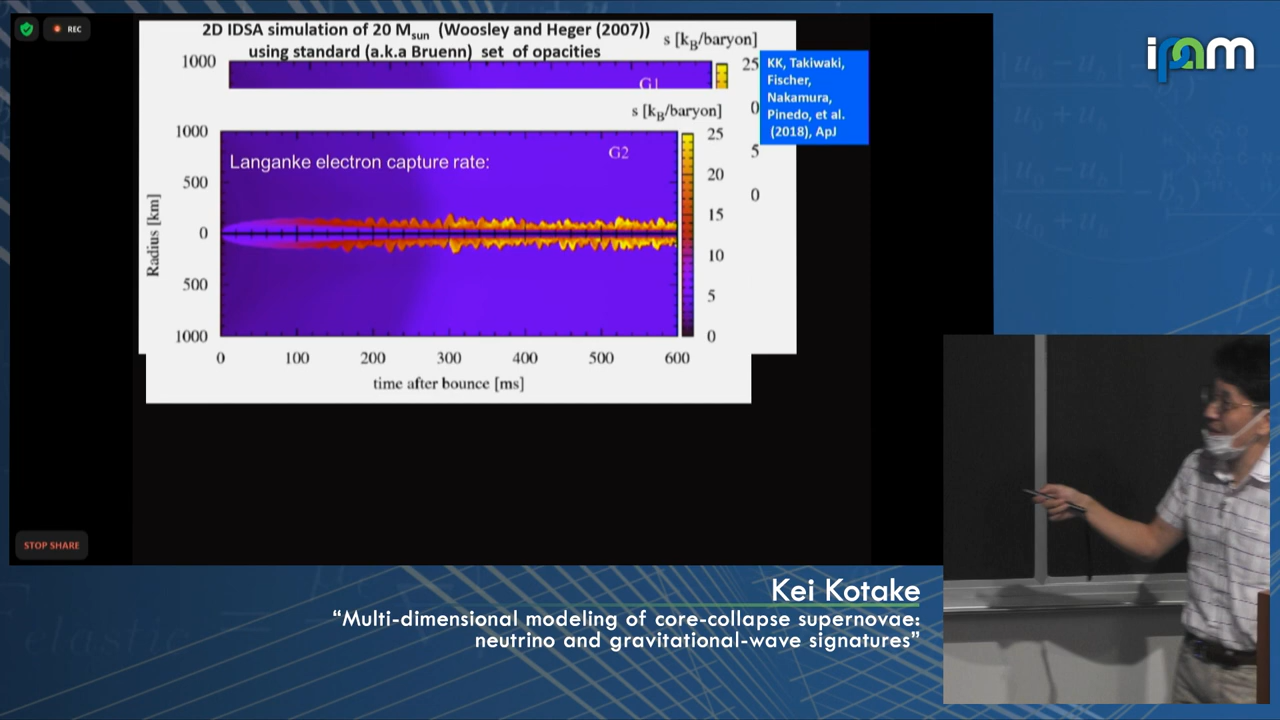 REC
2D IDSA simulation of 20 Msun (Woosley and Heger (2007))
using standard (a.k.a Bruenn) set of opacities
s [kB/baryon]
1000
G1
25
0
5
0
KK, Takiwaki,
Fischer,
Nakamura,
Pinedo, et al.
(2018), ApJ
s [kB/baryon]
Langanke electron capture rate:
G2
Radius [km]
1000
500
0
500
1000
25
20
15
10
5
0
0 100 200 300 400 500 600
time after bounce [ms]
STOP SHARE
ipam
Kei Kotake
“Multi-dimensional modeling of core-collapse supernovae:
neutrino and gravitational-wave signatures”
elastic